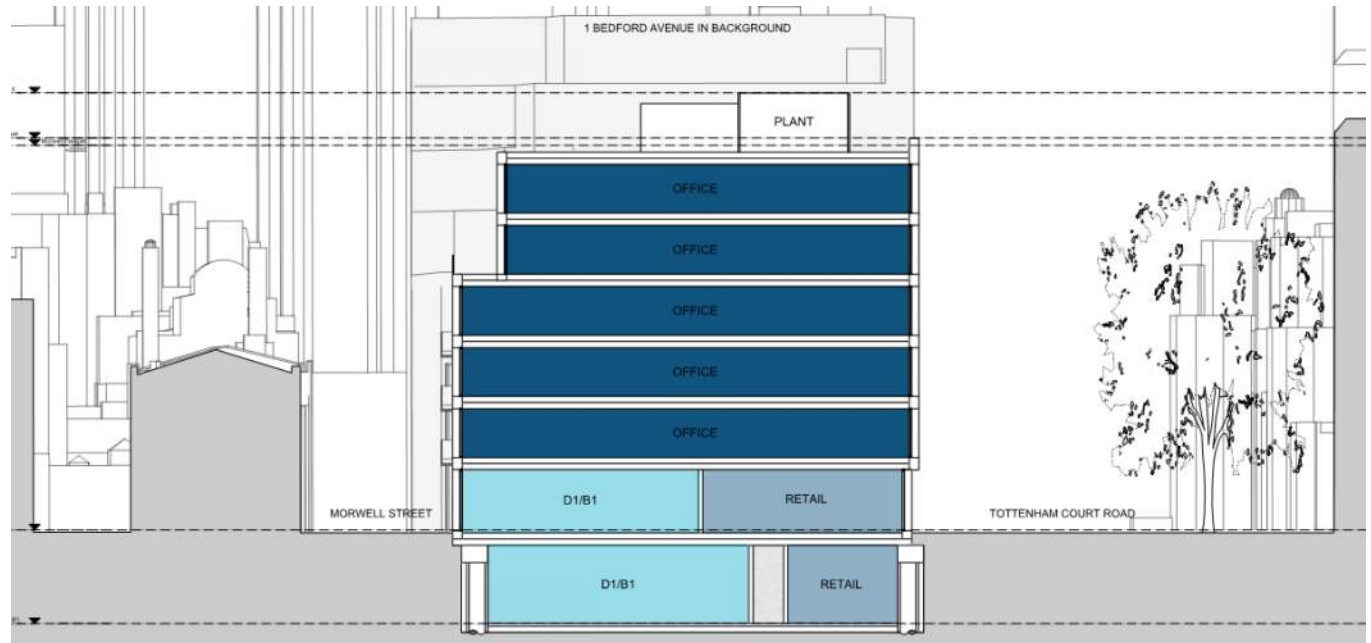 1 BEDFORD AVENUE IN BACKGROUND
PLANT
OFFICE
OFFICE
OFFICE
OFFICE
OFFICE
D1/B1
RETAIL
MORWELL STREET
TOTTENHAM COURT ROAD
D1/B1
RETAIL